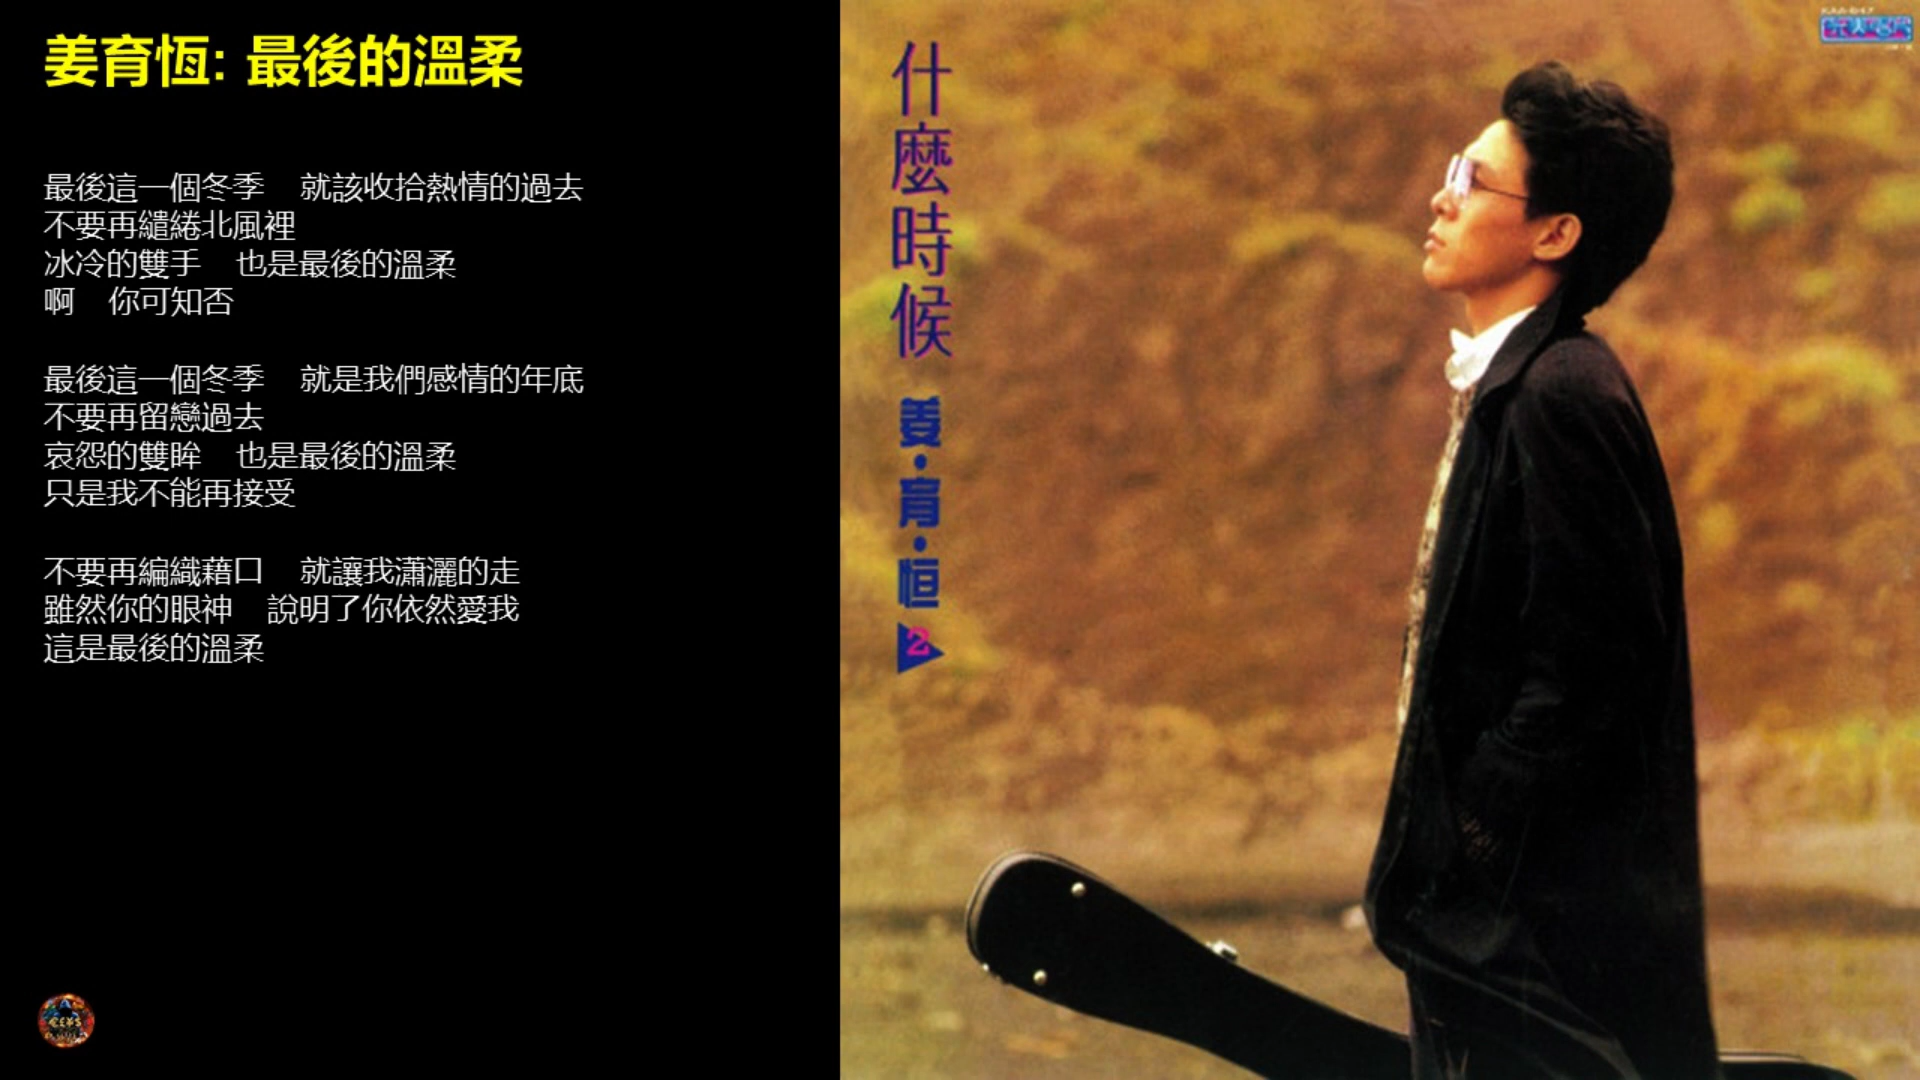 姜育恆: 最後的溫柔
最後這一個冬季　就該收拾熱情的過去
不要再繾綣北風裡
冰冷的雙手　也是最後的溫柔
啊　你可知否
最後這一個冬季　就是我們感情的年底
不要再留戀過去
哀怨的雙眸　也是最後的溫柔
只是我不能再接受
不要再編織藉口　就讓我瀟灑的走
雖然你的眼神　說明了你依然愛我
這是最後的溫柔
什麼時候
姜・育・恒
2